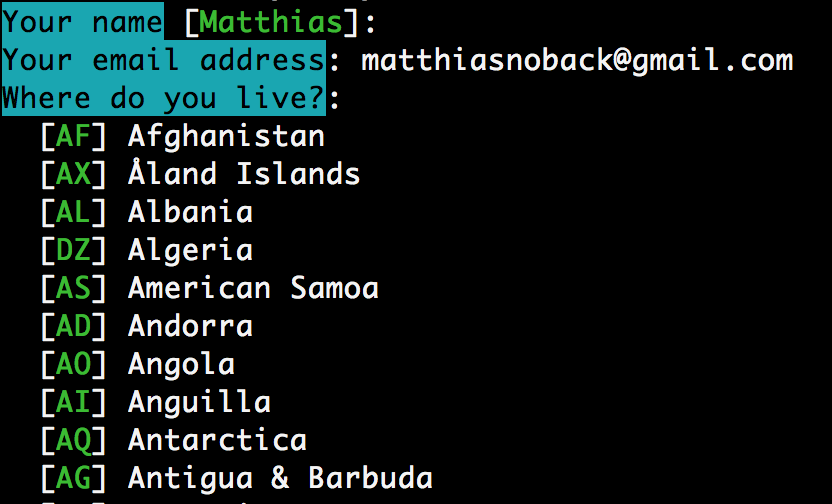 Your name [Matthias]:
Your email address: matthiasnoback@gmail.com
Where do you live?:
[AF] Afghanistan
[AX] Åland Islands
[AL] Albania
[DZ] Algeria
[AS] American Samoa
[AD] Andorra
[AO] Angola
[AI] Anguilla
[AQ] Antarctica
[AG] Antigua & Barbuda